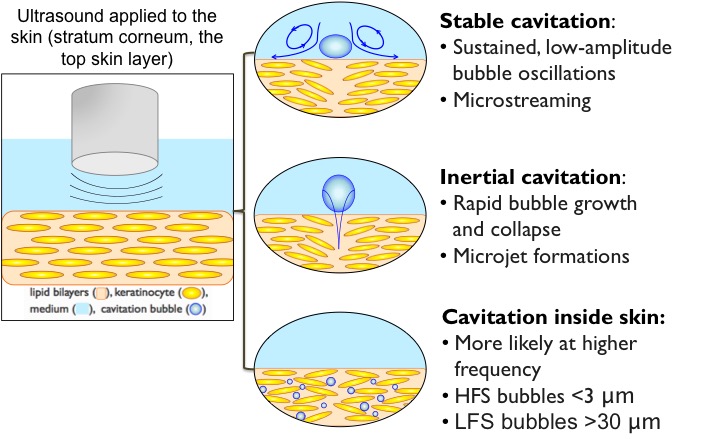 Ultrasound applied to the
skin (stratum corneum, the
top skin layer)
lipid bilayers ( ), keratinocyte ( ),
medium ( ), cavitation bubble ( )
Stable cavitation:
• Sustained, low-amplitude
bubble oscillations
• Microstreaming
Inertial cavitation:
• Rapid bubble growth
and collapse
• Microjet formations
Cavitation inside skin:
• More likely at higher
frequency
• HFS bubbles <3 μm
• LFS bubbles >30 μm